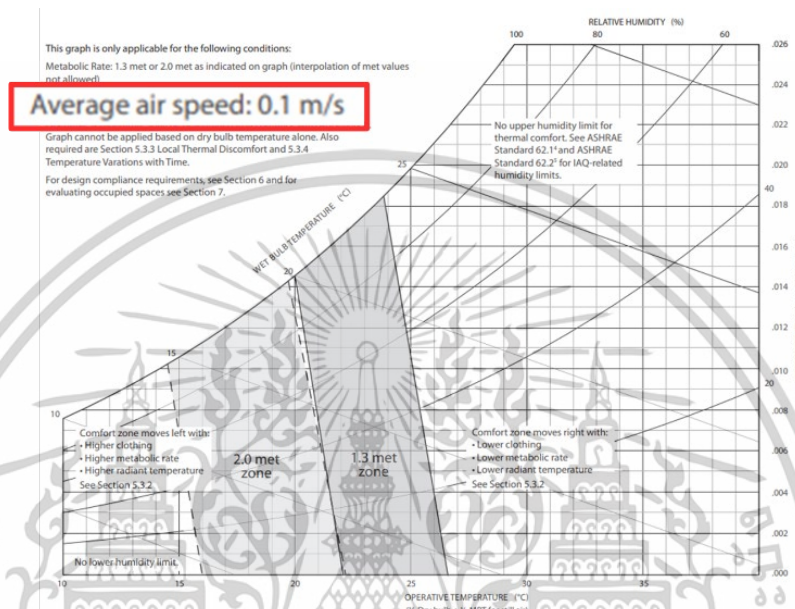 RELATIVE HUMIDITY (%)
100
80
60
This graph is only applicable for the following conditions:
Metabolic Rate: 1.3 met or 2.0 met as indicated on graph (interpolation of met values
not allowed)
Average air speed: 0.1 m/s
Graph cannot be applied based on dry bulb temperature alone. Also
required are Section 5.3.3 Local Thermal Discomfort and 5.3.4
Temperature Varations with Time.
For design compliance requirements, see Section 6 and for
evaluating occupied spaces see Section 7.
No upper humidity limit for
thermal comfort. See ASHRAE
Standard 62.1⁴ and ASHRAE
Standard 62.2⁵ for IAQ-related
humidity limits.
WET BULB TEMPERATURE (°C)
25
20
15
10
40
20
.026
.024
.022
.020
.018
.016
.014
.012
.010
.008
.006
.004
.002
.000
Comfort zone moves left with:
• Higher clothing
• Higher metabolic rate
• Higher radiant temperature
See Section 5.3.2
2.0 met
zone
1.3 met
zone
Comfort zone moves right with:
• Lower clothing
• Lower metabolic rate
• Lower radiant temperature
See Section 5.3.2
No lower humidity limit
10
15
20
25
30
35
OPERATIVE TEMPERATURE (°C)